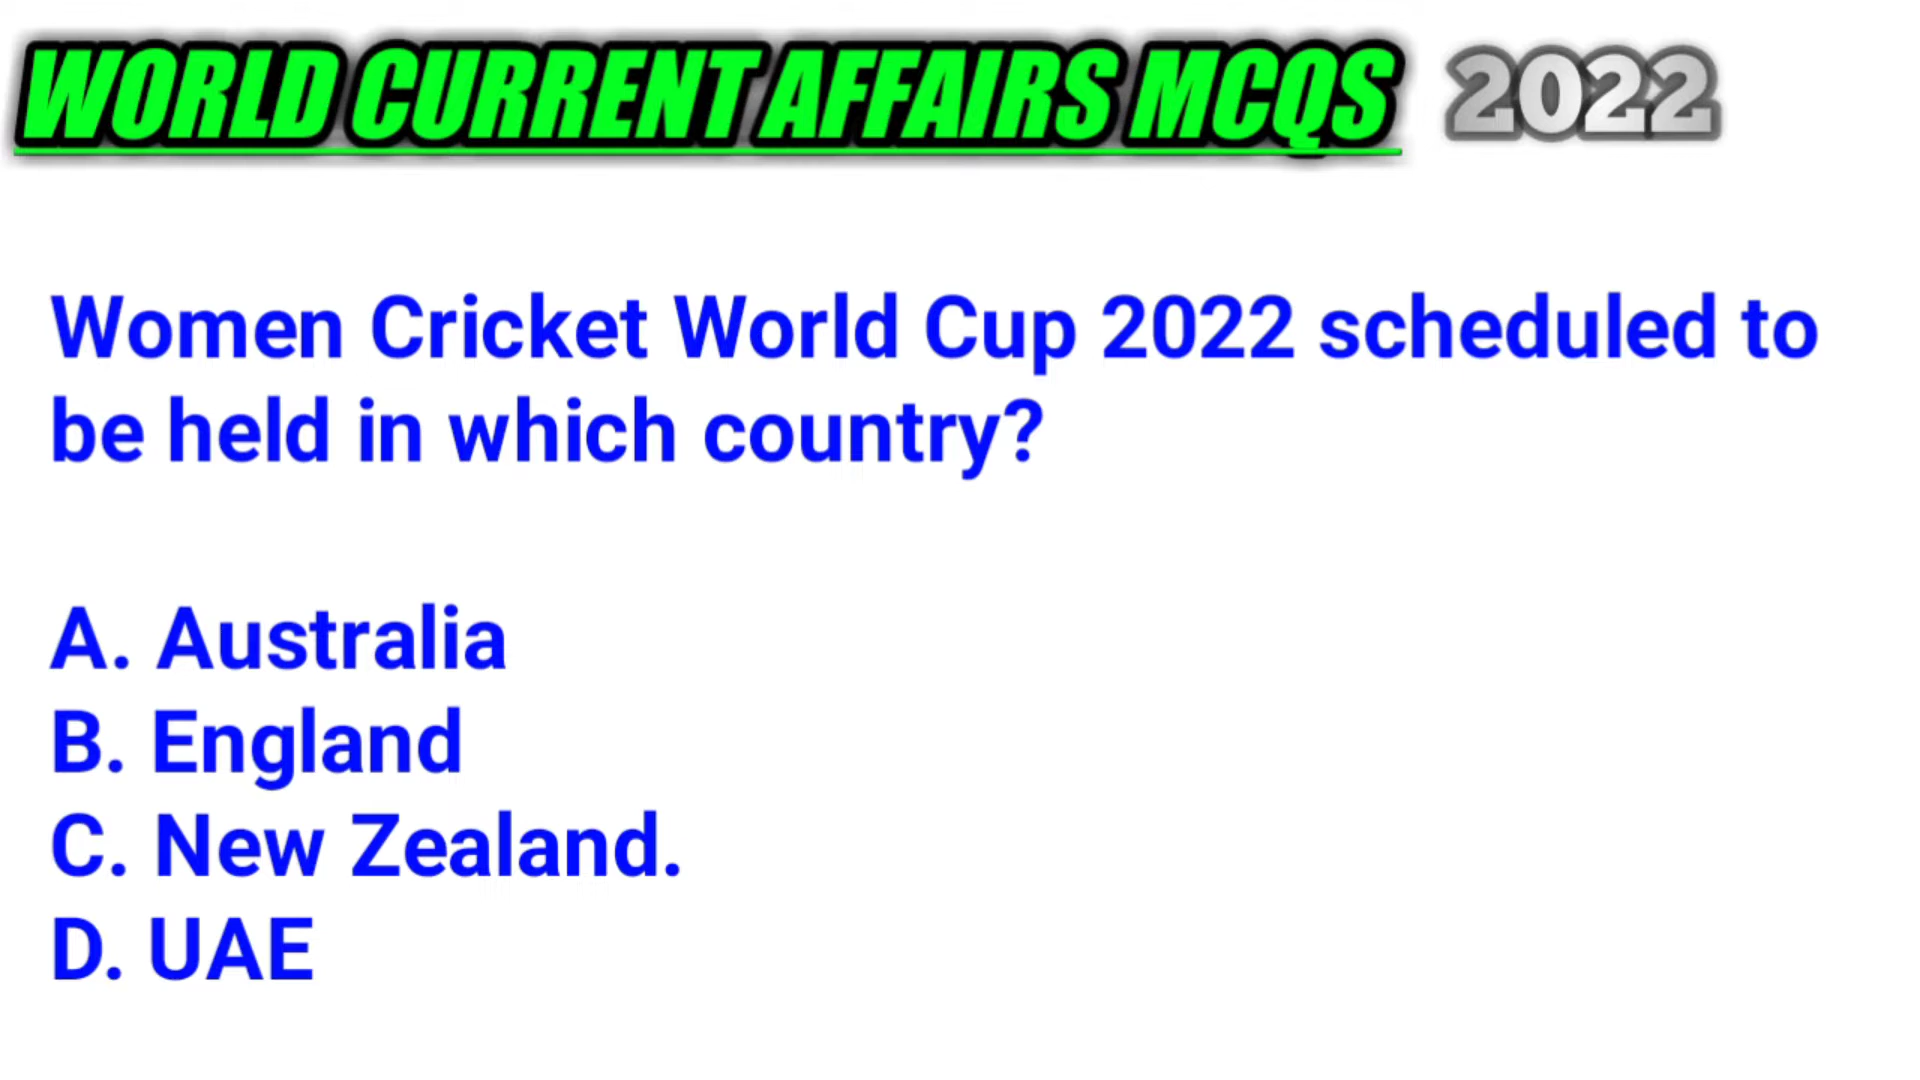 WORLD CURRENT AFFAIRS MCQS 2022
Women Cricket World Cup 2022 scheduled to
be held in which country?
A. Australia
B. England
C. New Zealand.
D. UAE